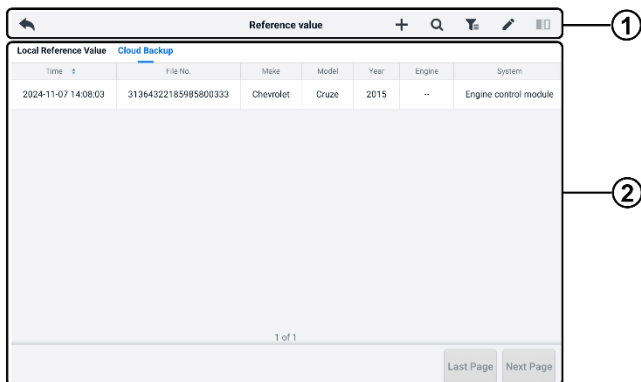 Reference value
1
Local Reference Value Cloud Backup
Time File No. Make Model Year Engine System
2024-11-07 14:08:03 31364322185985800333 Chevrolet Cruze 2015 -- Engine control module
2
1 of 1
Last Page Next Page